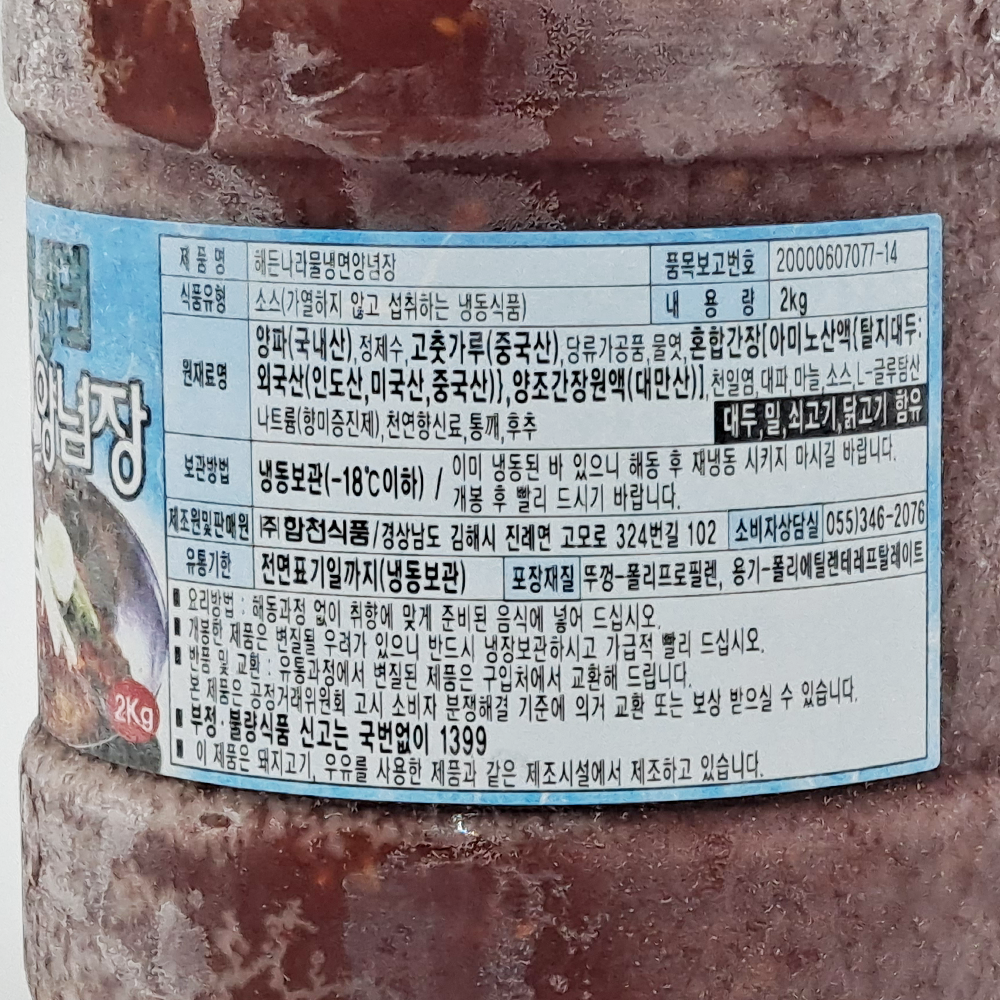 양념장
2Kg
제품명 해든나라물냉면양념장 품목보고번호 20000607077-14
식품유형 소스(가열하지 않고 섭취하는 냉동식품) 내용량 2kg
원재료명 양파(국내산),정제수,고춧가루(중국산),당류가공품,물엿,혼합간장[아미노산액{탈지대두:
외국산(인도산,미국산,중국산)},양조간장원액(대만산)],천일염,대파,마늘,소스,L-글루탐산
나트륨(향미증진제),천연향신료,통깨,후추 대두,밀,쇠고기,닭고기 함유
보관방법 냉동보관(-18℃이하) / 이미 냉동된 바 있으니 해동 후 재냉동 시키지 마시길 바랍니다.
개봉 후 빨리 드시기 바랍니다.
제조원및판매원 ㈜합천식품/경상남도 김해시 진례면 고모로 324번길 102 소비자상담실 055)346-2076
유통기한 전면표기일까지(냉동보관) 포장재질 뚜껑-폴리프로필렌, 용기-폴리에틸렌테레프탈레이트
■ 요리방법 : 해동과정 없이 취향에 맞게 준비된 음식에 넣어 드십시오.
■ 개봉한 제품은 변질될 우려가 있으니 반드시 냉장보관하시고 가급적 빨리 드십시오.
■ 반품 및 교환 : 유통과정에서 변질된 제품은 구입처에서 교환해 드립니다.
본 제품은 공정거래위원회 고시 소비자 분쟁해결 기준에 의거 교환 또는 보상 받으실 수 있습니다.
■ 부정·불량식품 신고는 국번없이 1399
■ 이 제품은 돼지고기, 우유를 사용한 제품과 같은 제조시설에서 제조하고 있습니다.